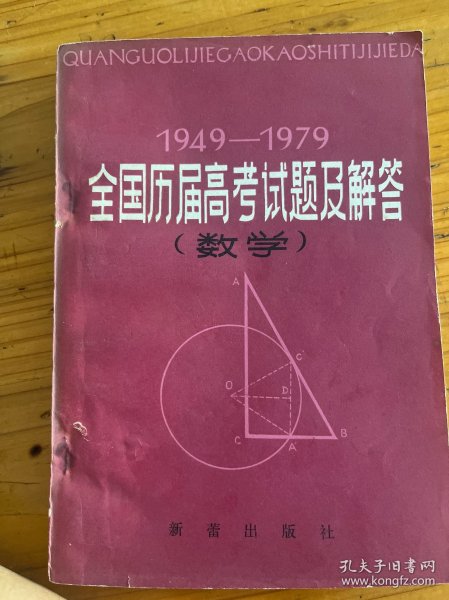 QUANGUOLIJIEGAOKAOSHITIJIJIEDA
1949—1979
全国历届高考试题及解答
（数学）
A
C'
O
D
C
A
B
新蕾出版社
孔夫子旧书网
www.kongfz.com